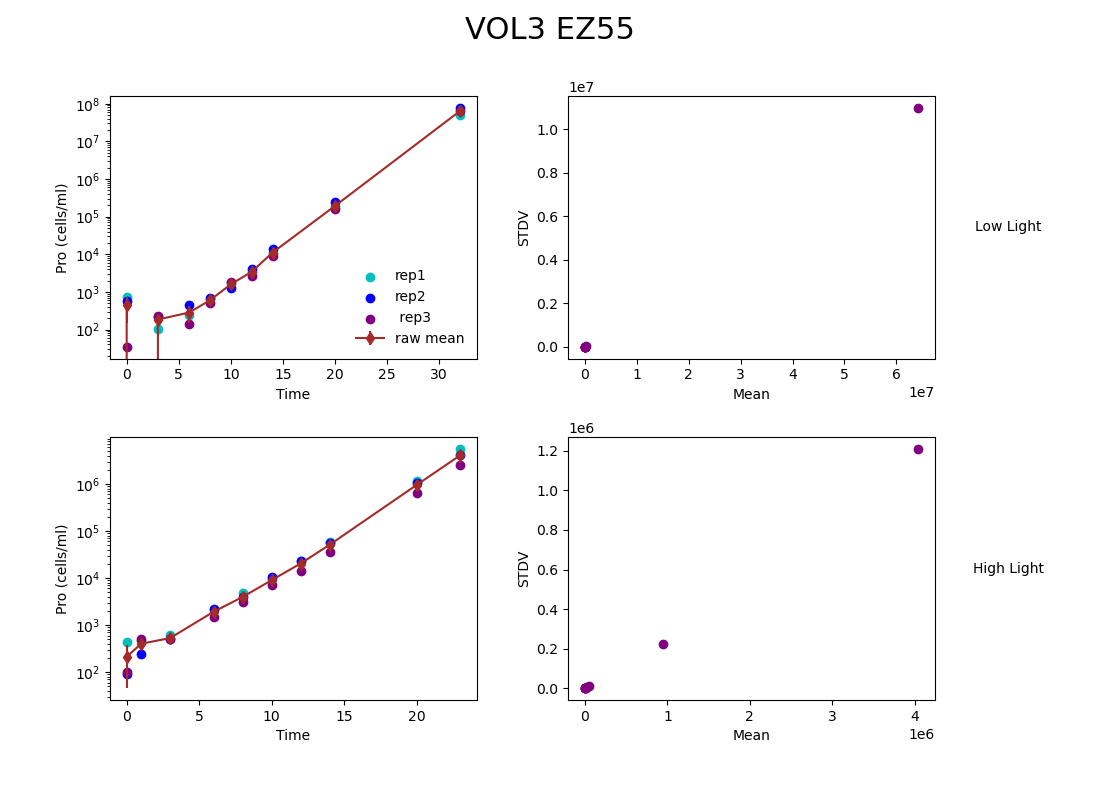 VOL3 EZ55
10⁸
10⁷
10⁶
10⁵
10⁴
10³
10²
Pro (cells/ml)
rep1
rep2
rep3
raw mean
0 5 10 15 20 25 30
Time
1e7
1.0
0.8
0.6
0.4
0.2
0.0
STDV
0 1 2 3 4 5 6
1e7
Mean
Low Light
10⁶
10⁵
10⁴
10³
10²
Pro (cells/ml)
0 5 10 15 20
Time
1e6
1.2
1.0
0.8
0.6
0.4
0.2
0.0
STDV
0 1 2 3 4
1e6
Mean
High Light